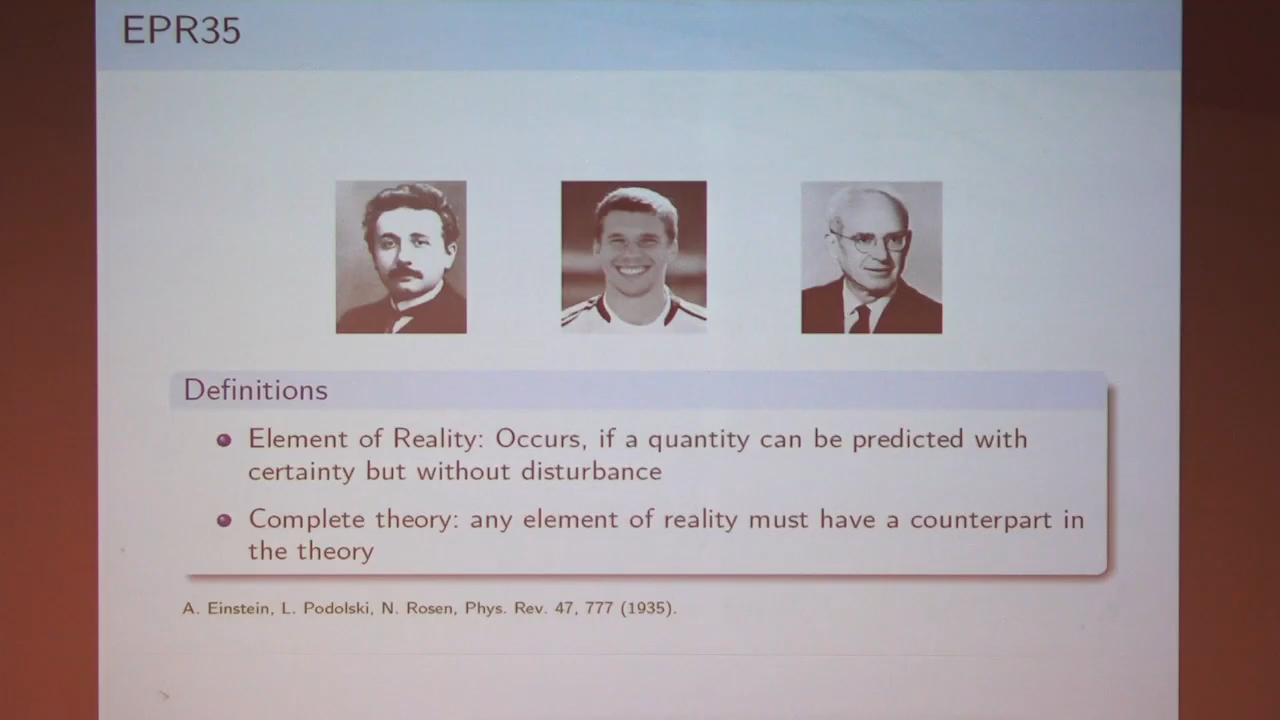 EPR35
Definitions
Element of Reality: Occurs, if a quantity can be predicted with
certainty but without disturbance
Complete theory: any element of reality must have a counterpart in
the theory
A. Einstein, L. Podolski, N. Rosen, Phys. Rev. 47, 777 (1935).